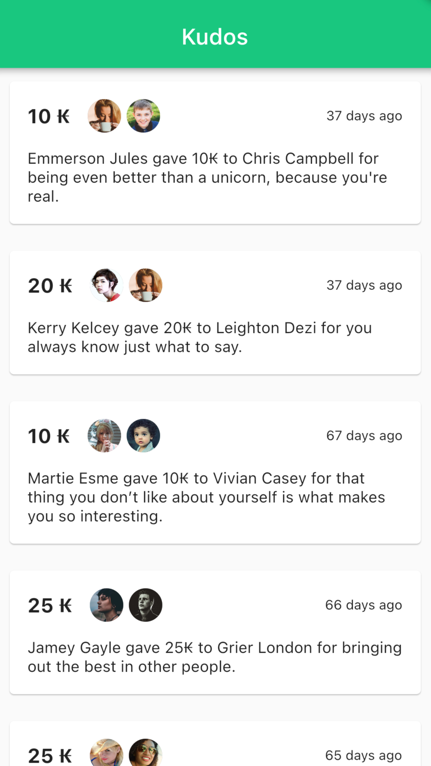 Kudos
10 ₭
37 days ago
Emmerson Jules gave 10₭ to Chris Campbell for
being even better than a unicorn, because you're
real.
20 ₭
37 days ago
Kerry Kelcey gave 20₭ to Leighton Dezi for you
always know just what to say.
10 ₭
67 days ago
Martie Esme gave 10₭ to Vivian Casey for that
thing you don’t like about yourself is what makes
you so interesting.
25 ₭
66 days ago
Jamey Gayle gave 25₭ to Grier London for bringing
out the best in other people.
25 ₭
65 days ago